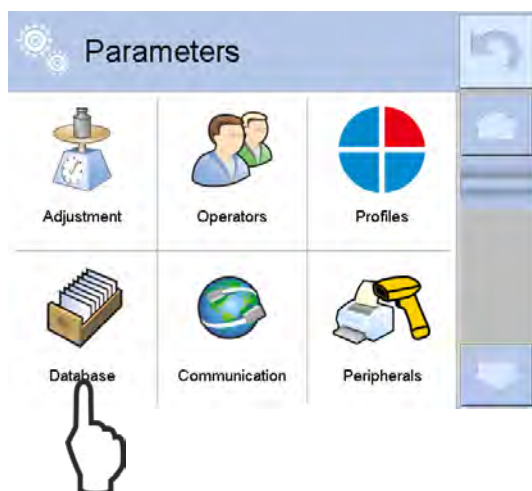 Parameters
Adjustment Operators Profiles
Database Communication Peripherals